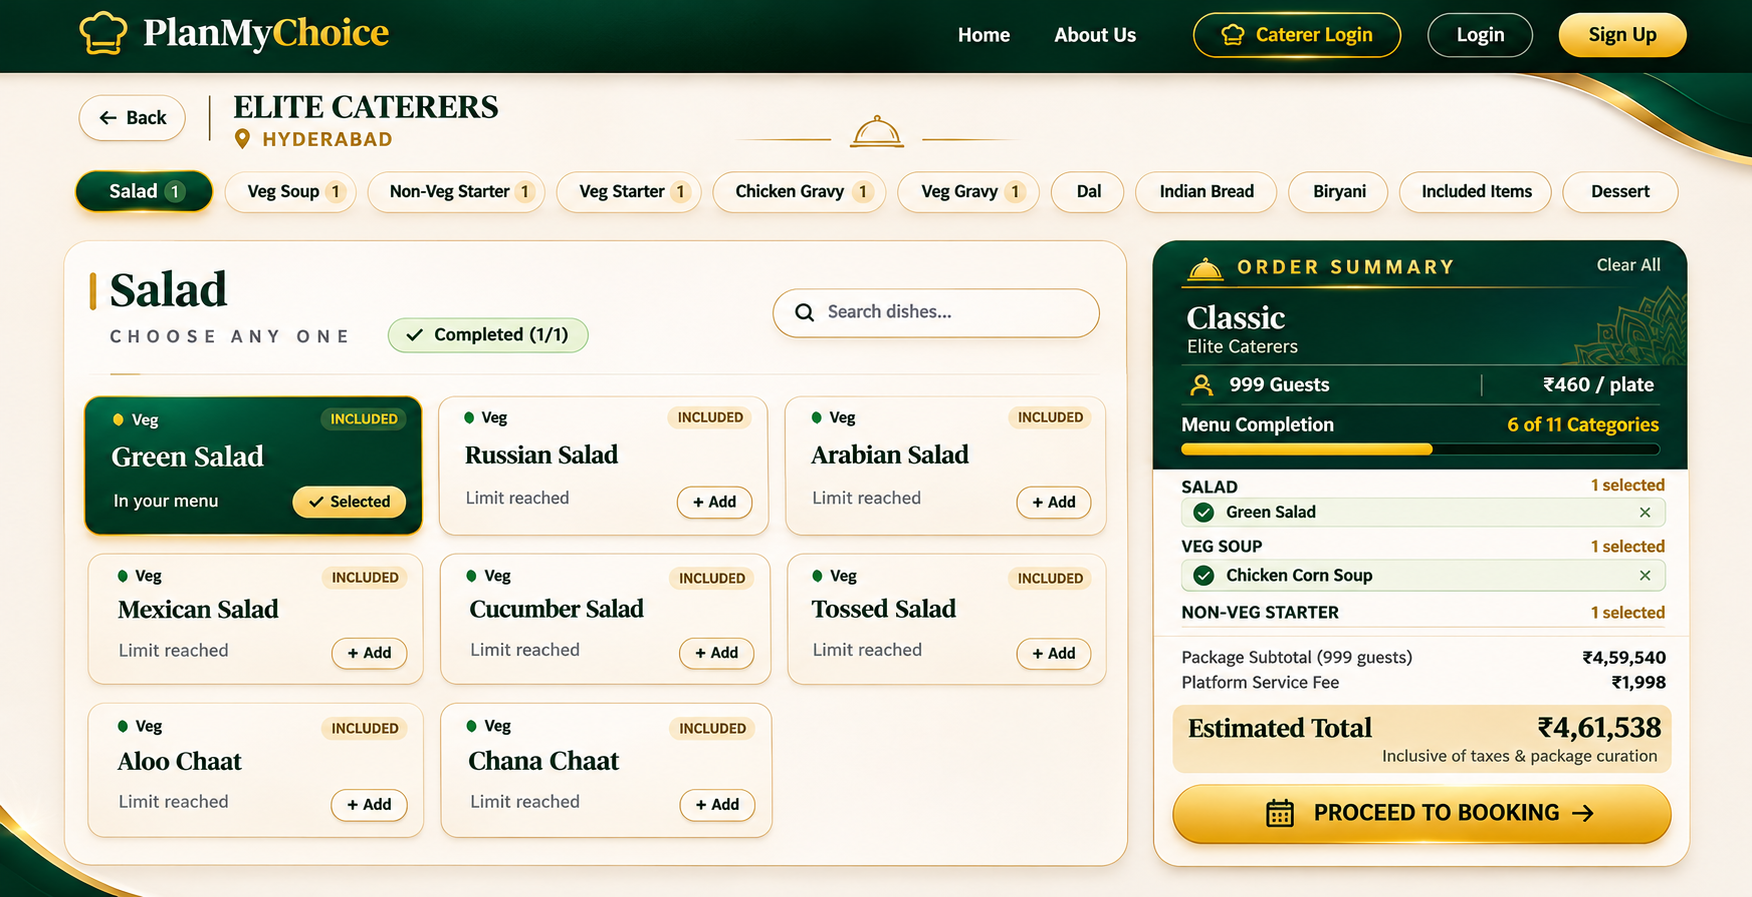 PlanMyChoice
Home
About Us
Caterer Login
Login
Sign Up
← Back
ELITE CATERERS
HYDERABAD
Salad 1
Veg Soup 1
Non-Veg Starter 1
Veg Starter 1
Chicken Gravy 1
Veg Gravy 1
Dal
Indian Bread
Biryani
Included Items
Dessert
Salad
CHOOSE ANY ONE
✓ Completed (1/1)
Search dishes...
Veg
INCLUDED
Green Salad
In your menu
✓ Selected
Veg
INCLUDED
Russian Salad
Limit reached
+ Add
Veg
INCLUDED
Arabian Salad
Limit reached
+ Add
Veg
INCLUDED
Mexican Salad
Limit reached
+ Add
Veg
INCLUDED
Cucumber Salad
Limit reached
+ Add
Veg
INCLUDED
Tossed Salad
Limit reached
+ Add
Veg
INCLUDED
Aloo Chaat
Limit reached
+ Add
Veg
INCLUDED
Chana Chaat
Limit reached
+ Add
ORDER SUMMARY
Clear All
Classic
Elite Caterers
999 Guests
₹460 / plate
Menu Completion
6 of 11 Categories
SALAD
1 selected
Green Salad ×
VEG SOUP
1 selected
Chicken Corn Soup ×
NON-VEG STARTER
1 selected
Package Subtotal (999 guests)
₹4,59,540
Platform Service Fee
₹1,998
Estimated Total
₹4,61,538
Inclusive of taxes & package curation
PROCEED TO BOOKING →